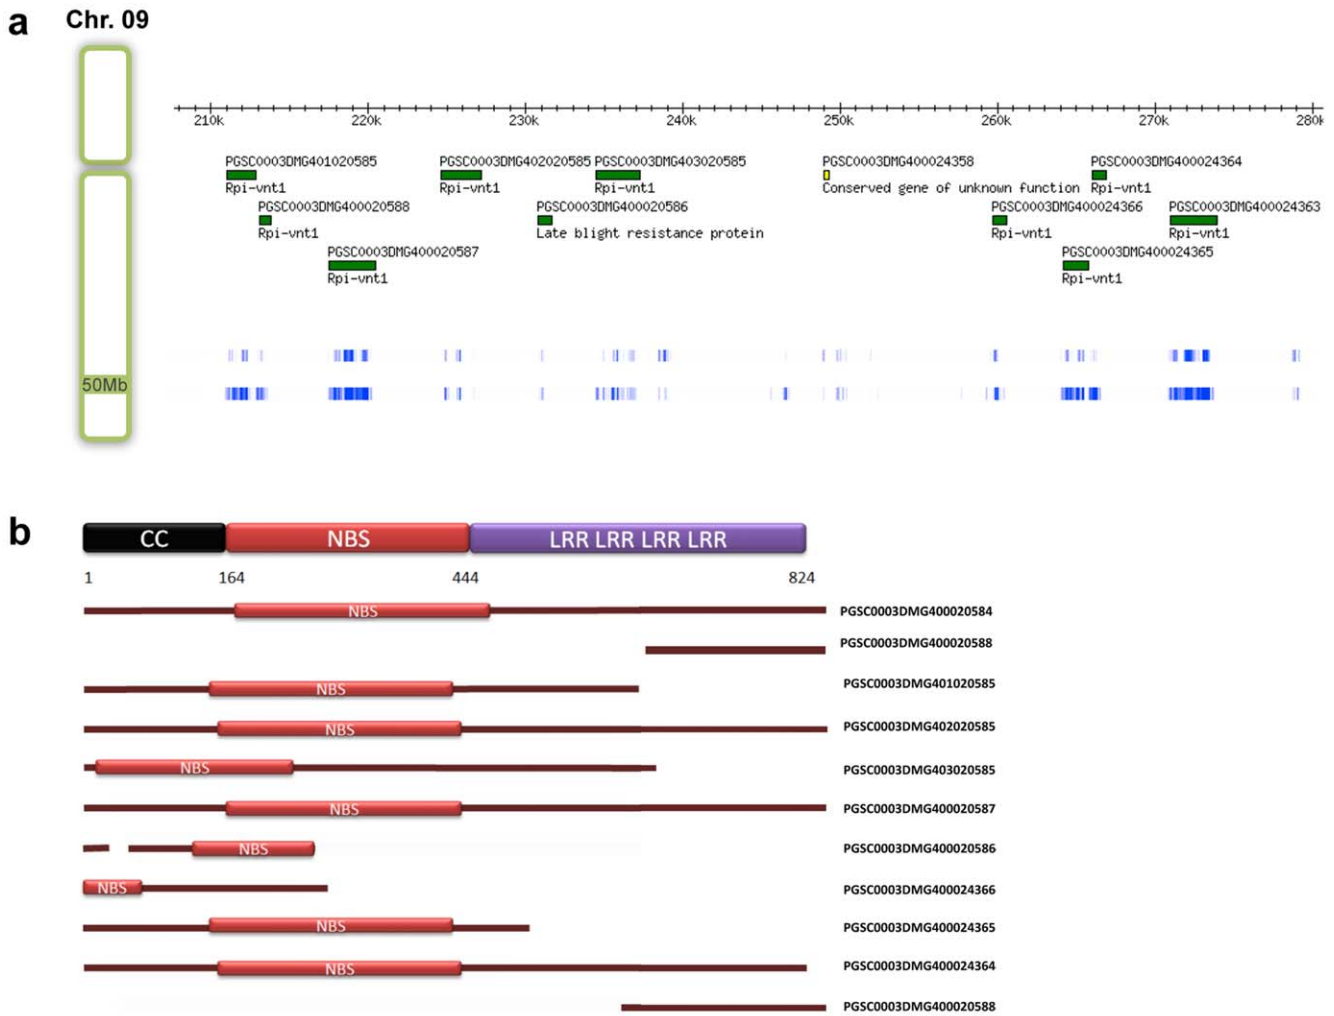 a
Chr. 09
50Mb
210k 220k 230k 240k 250k 260k 270k 280k
PGSC0003DMG401020585 PGSC0003DMG402020585 PGSC0003DMG403020585 PGSC0003DMG400024358 PGSC0003DMG400024364
Rpi-vnt1 Rpi-vnt1 Rpi-vnt1 Conserved gene of unknown function Rpi-vnt1
PGSC0003DMG400020588 PGSC0003DMG400020586 PGSC0003DMG400024366 PGSC0003DMG400024363
Rpi-vnt1 Late blight resistance protein Rpi-vnt1 Rpi-vnt1
PGSC0003DMG400020587 PGSC0003DMG400024365
Rpi-vnt1 Rpi-vnt1
b
CC NBS LRR LRR LRR LRR
1 164 444 824
NBS PGSC0003DMG400020584
PGSC0003DMG400020588
NBS PGSC0003DMG401020585
NBS PGSC0003DMG402020585
NBS PGSC0003DMG403020585
NBS PGSC0003DMG400020587
NBS PGSC0003DMG400020586
NBS PGSC0003DMG400024366
NBS PGSC0003DMG400024365
NBS PGSC0003DMG400024364
PGSC0003DMG400020588